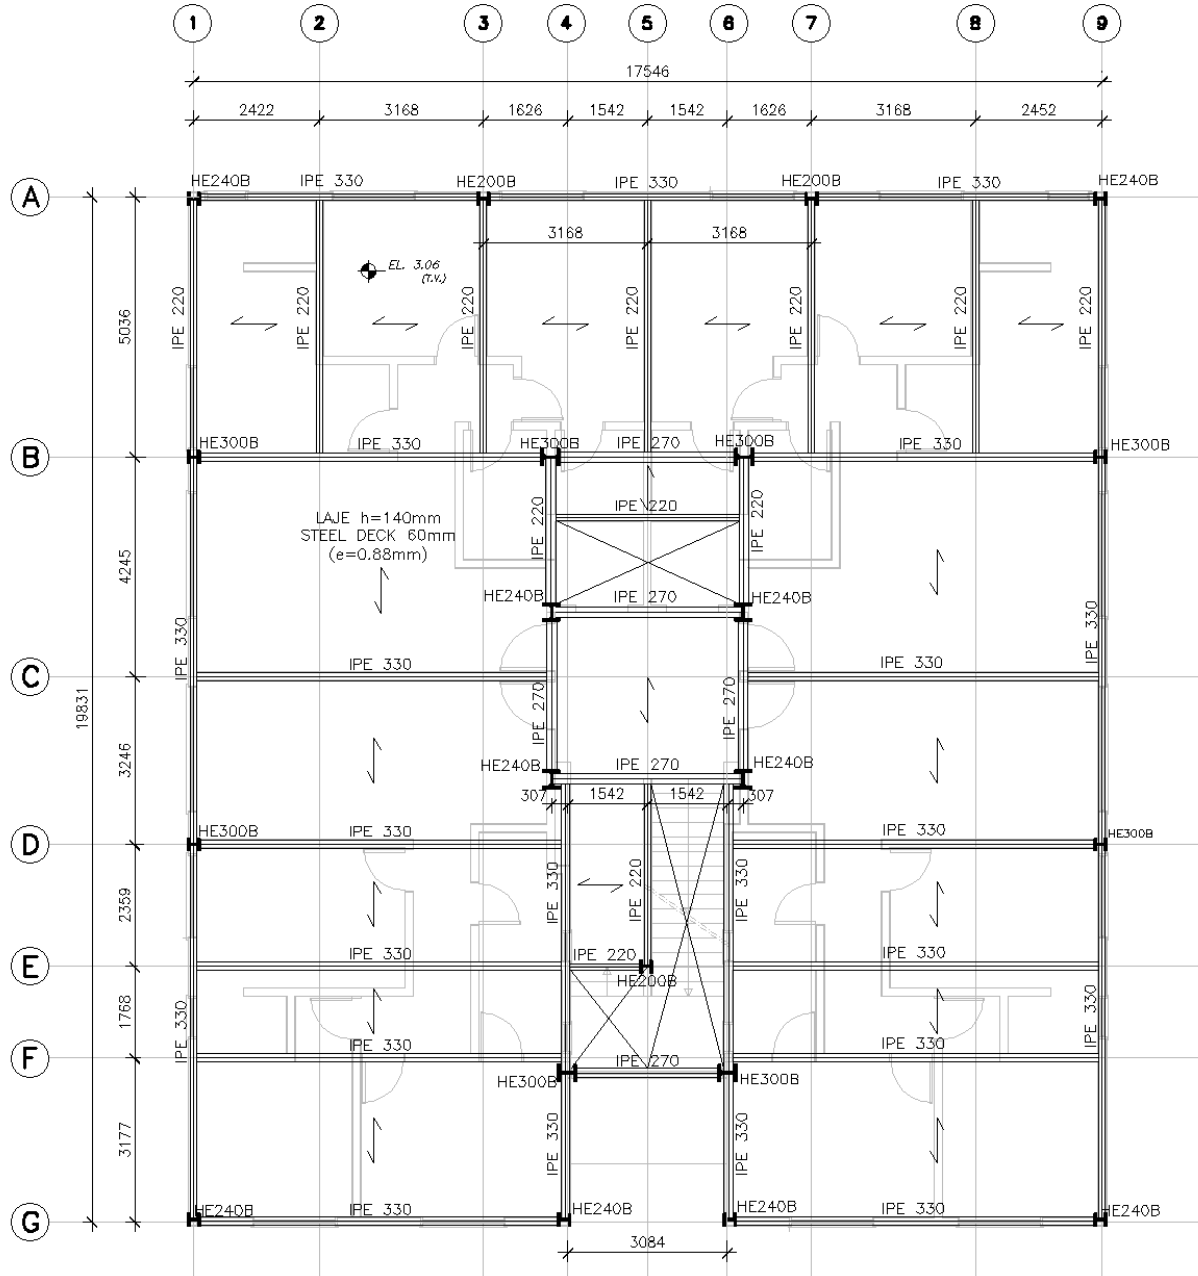 1 2 3 4 5 6 7 8 9
17546
2422 3168 1626 1542 1542 1626 3168 2452
A
HE240B IPE 330 HE200B IPE 330 HE200B IPE 330 HE240B
3168 3168
EL. 3.06
(T.V.)
5036
IPE 220 IPE 220 IPE 220 IPE 220 IPE 220 IPE 220 IPE 220
B
HE300B IPE 330 HE300B IPE 270 HE300B IPE 330 HE300B
LAJE h=140mm
STEEL DECK 60mm
(e=0.88mm)
IPE 220
IPE 220 IPE 220
4245
HE240B IPE 270 HE240B
IPE 330 IPE 330
C
IPE 330 IPE 330
19831
IPE 270 IPE 270
3246
HE240B IPE 270 HE240B
307 1542 1542 307
D
HE300B IPE 330 IPE 330 HE300B
2359
IPE 330 IPE 220 IPE 330
E
IPE 330 IPE 220 IPE 330
HE200B
1768
IPE 330 IPE 330
F
IPE 330 IPE 270 IPE 330
HE300B HE300B
3177
IPE 330 IPE 330
G
HE240B IPE 330 HE240B HE240B IPE 330 HE240B
3084